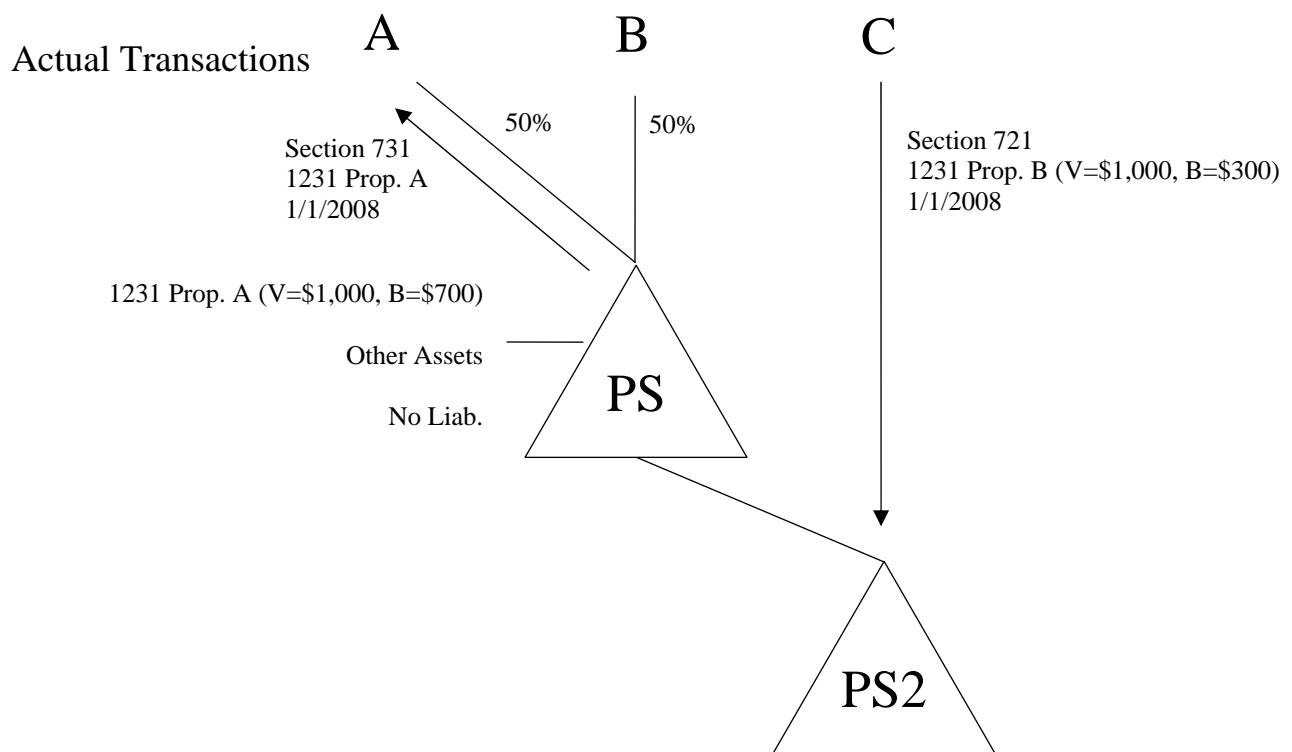 A
B
C
Actual Transactions
50%
50%
Section 731
1231 Prop. A
1/1/2008
Section 721
1231 Prop. B (V=$1,000, B=$300)
1/1/2008
1231 Prop. A (V=$1,000, B=$700)
Other Assets
No Liab.
PS
PS2